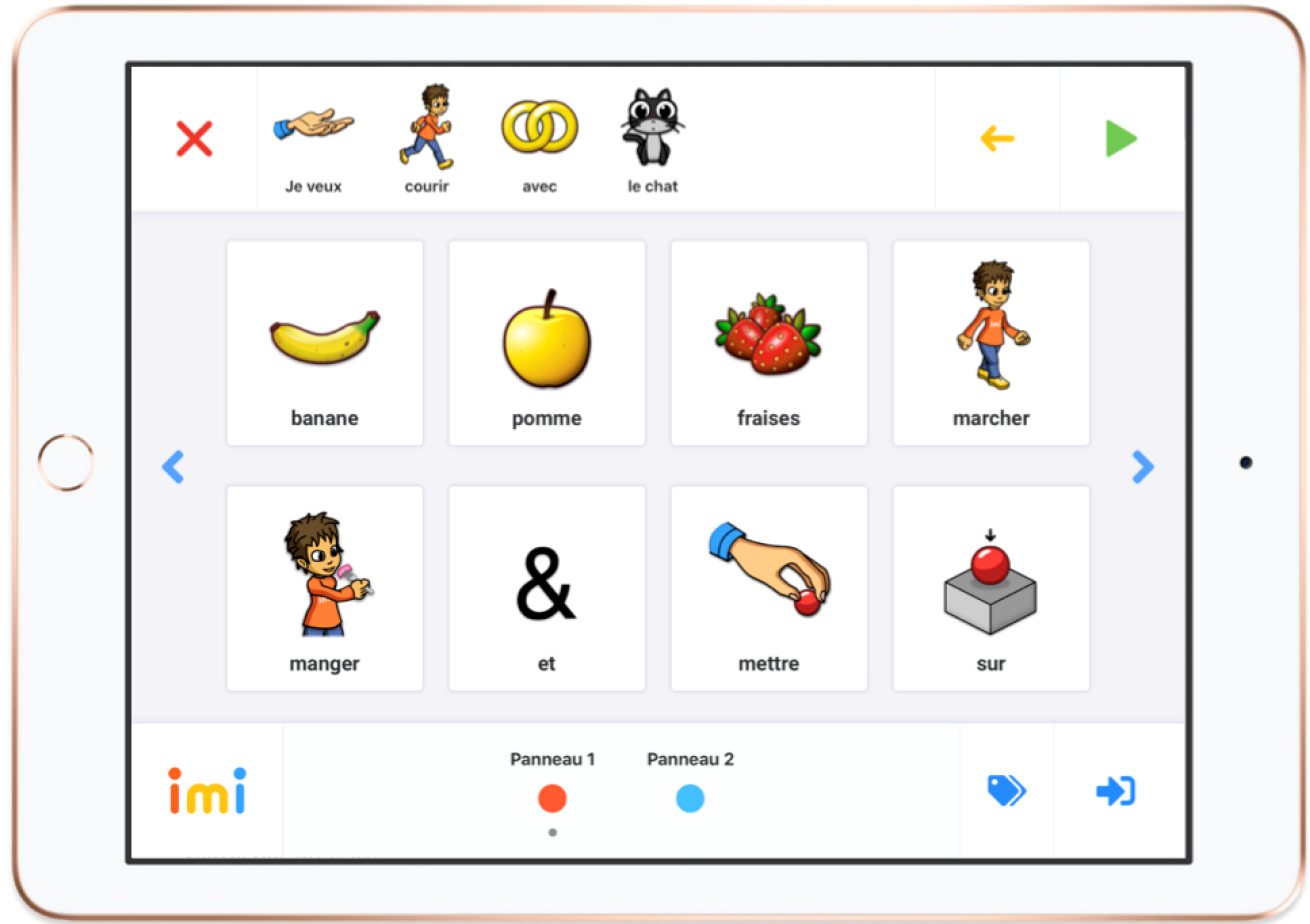 Je veux courir avec le chat
banane pomme fraises marcher
&
manger et mettre sur
Panneau 1 Panneau 2
imi